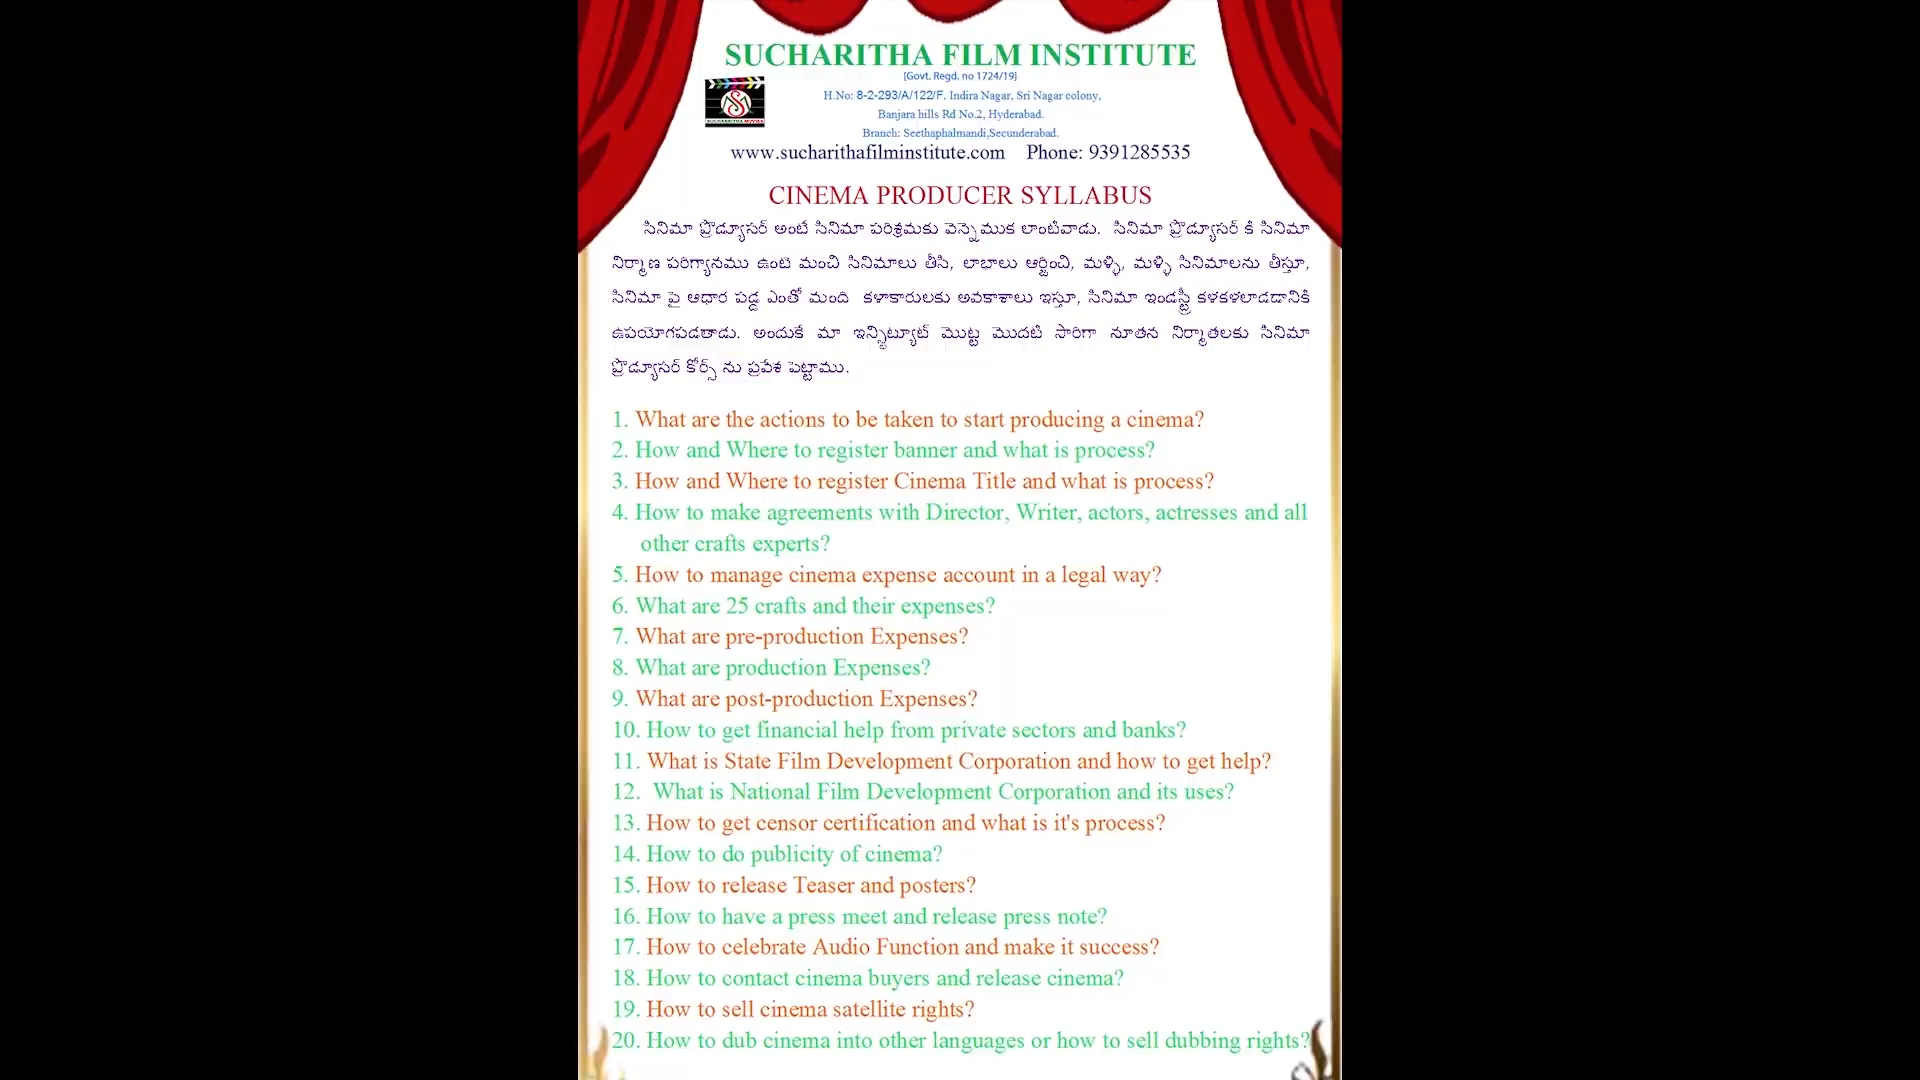 SUCHARITHA FILM INSTITUTE
[Govt. Regd. no 1724/19]
H.No: 8-2-293/A/122/F. Indira Nagar, Sri Nagar colony,
Banjara hills Rd No.2, Hyderabad.
Branch: Seethaphalmandi,Secunderabad.
www.sucharithafilminstitute.com Phone: 9391285535
SUCHARITHA MOVIES
CINEMA PRODUCER SYLLABUS
సినిమా ప్రొడ్యూసర్ అంటే సినిమా పరిశ్రమకు వెన్నెముక లాంటివాడు. సినిమా ప్రొడ్యూసర్ కి సినిమా
నిర్మాణ పరిగ్యానము ఉంటె మంచి సినిమాలు తీసి, లాభాలు ఆర్జించి, మళ్ళి, మళ్ళి సినిమాలను తీస్తూ,
సినిమా పై ఆధార పడ్డ ఎంతో మంది కళాకారులకు అవకాశాలు ఇస్తూ, సినిమా ఇండస్ట్రీ కళకళలాడడానికి
ఉపయోగపడతాడు. అందుకే మా ఇన్స్టిట్యూట్ మొట్ట మొదటి సారిగా నూతన నిర్మాతలకు సినిమా
ప్రొడ్యూసర్ కోర్స్ ను ప్రవేశ పెట్టాము.
1. What are the actions to be taken to start producing a cinema?
2. How and Where to register banner and what is process?
3. How and Where to register Cinema Title and what is process?
4. How to make agreements with Director, Writer, actors, actresses and all
other crafts experts?
5. How to manage cinema expense account in a legal way?
6. What are 25 crafts and their expenses?
7. What are pre-production Expenses?
8. What are production Expenses?
9. What are post-production Expenses?
10. How to get financial help from private sectors and banks?
11. What is State Film Development Corporation and how to get help?
12. What is National Film Development Corporation and its uses?
13. How to get censor certification and what is it's process?
14. How to do publicity of cinema?
15. How to release Teaser and posters?
16. How to have a press meet and release press note?
17. How to celebrate Audio Function and make it success?
18. How to contact cinema buyers and release cinema?
19. How to sell cinema satellite rights?
20. How to dub cinema into other languages or how to sell dubbing rights?